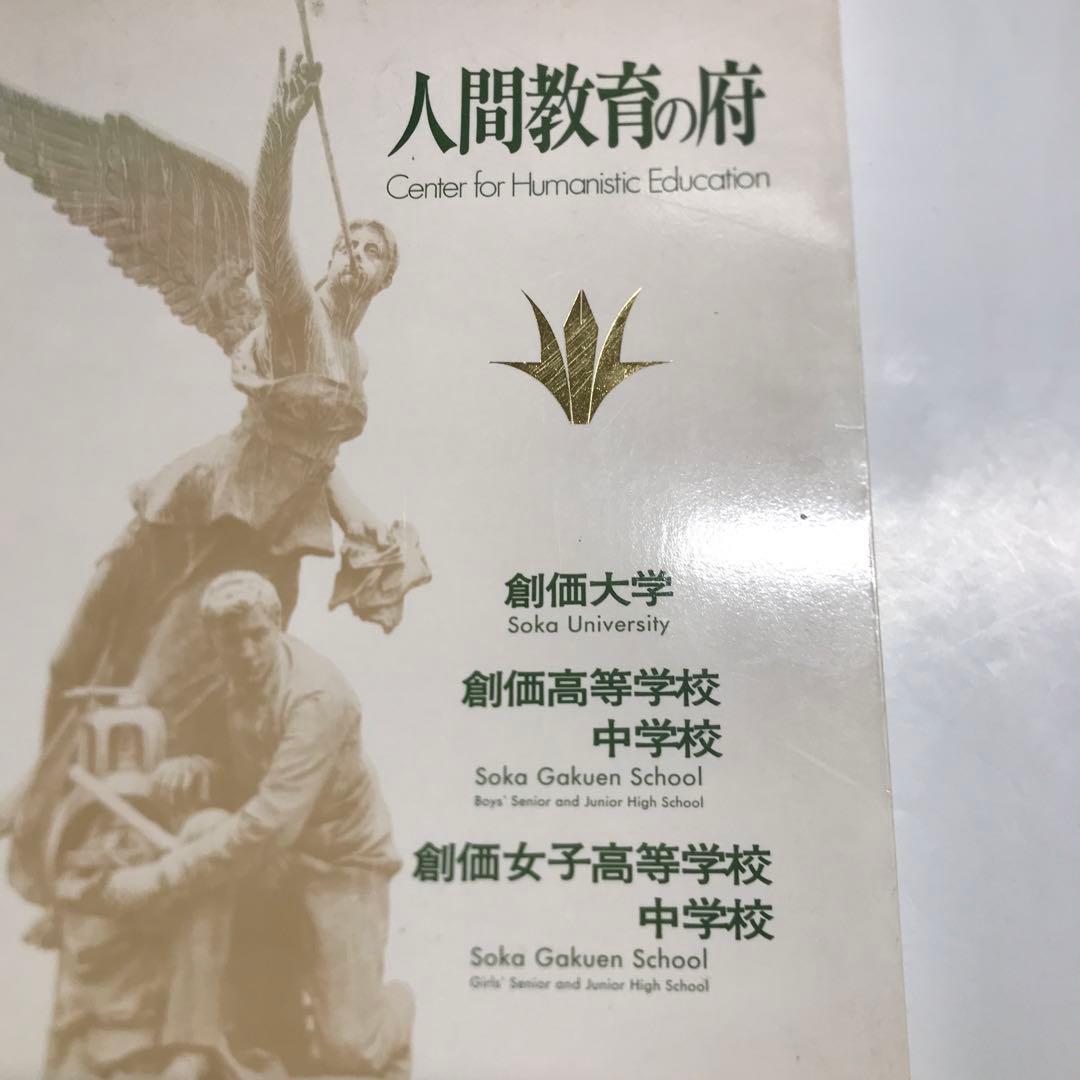 人間教育の府
Center for Humanistic Education
創価大学
Soka University
創価高等学校
中学校
Soka Gakuen School
Boys' Senior and Junior High School
創価女子高等学校
中学校
Soka Gakuen School
Girls' Senior and Junior High School